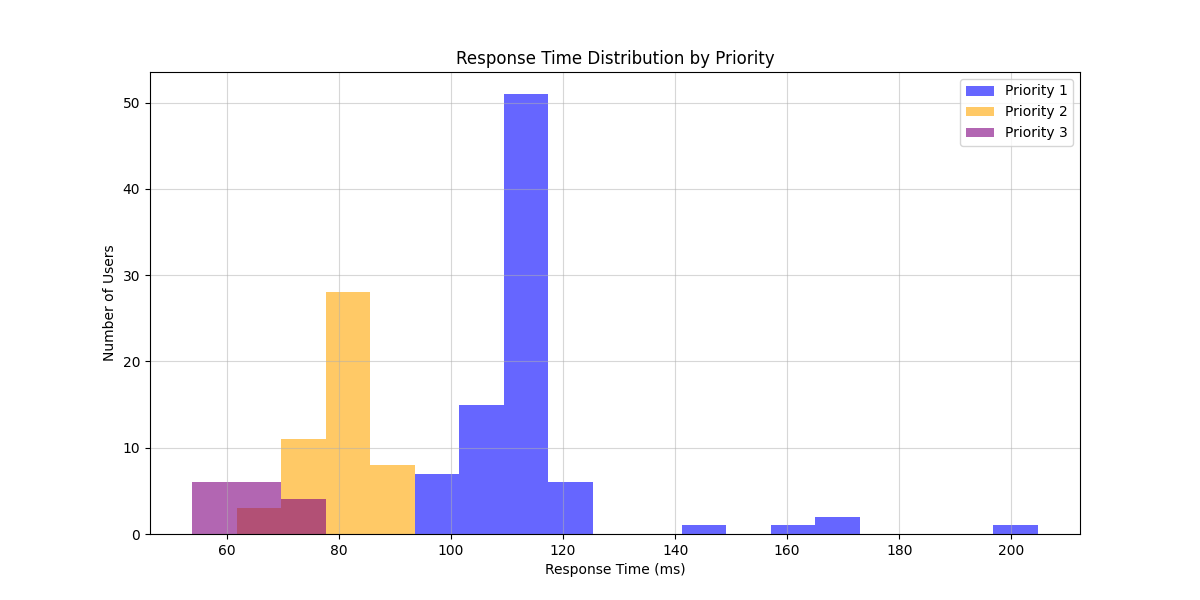 Response Time Distribution by Priority
Priority 1
Priority 2
Priority 3
50
40
30
20
10
0
Number of Users
60 80 100 120 140 160 180 200
Response Time (ms)